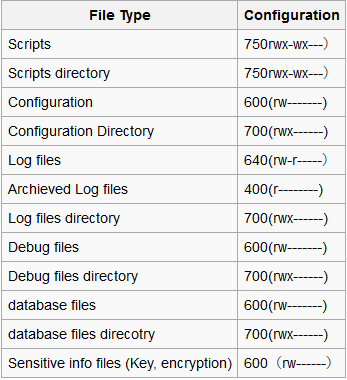 File Type Configuration
Scripts 750rwx-wx---）
Scripts directory 750rwx-wx---）
Configuration 600(rw-------)
Configuration Directory 700(rwx------)
Log files 640(rw-r-----）
Archieved Log files 400(r--------)
Log files directory 700(rwx------)
Debug files 600(rw-------)
Debug files directory 700(rwx------)
database files 600(rw-------)
database files direcotry 700(rwx------)
Sensitive info files (Key, encryption) 600（rw------）